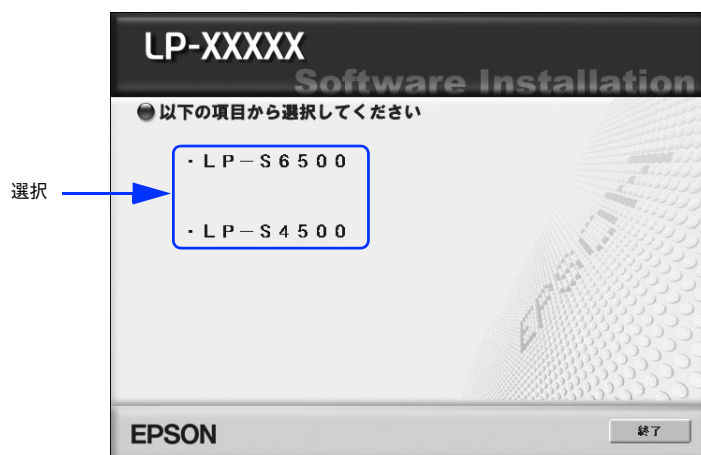 LP-XXXXX
Software Installation
以下の項目から選択してください
・ＬＰ－Ｓ６５００
選択
・ＬＰ－Ｓ４５００
EPSON
EPSON
終了